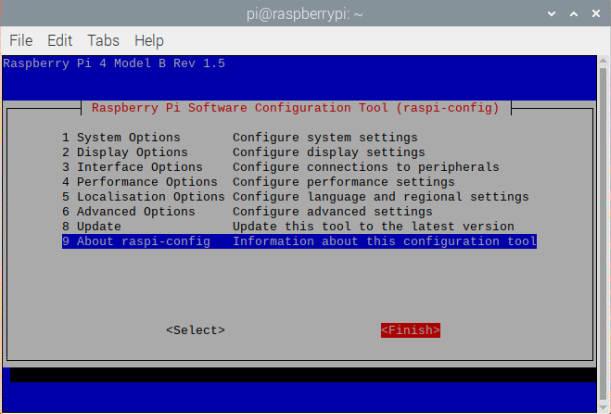 pi@raspberrypi: ~
File Edit Tabs Help
Raspberry Pi 4 Model B Rev 1.5
Raspberry Pi Software Configuration Tool (raspi-config)
1 System Options Configure system settings
2 Display Options Configure display settings
3 Interface Options Configure connections to peripherals
4 Performance Options Configure performance settings
5 Localisation Options Configure language and regional settings
6 Advanced Options Configure advanced settings
8 Update Update this tool to the latest version
9 About raspi-config Information about this configuration tool
<Select> <Finish>